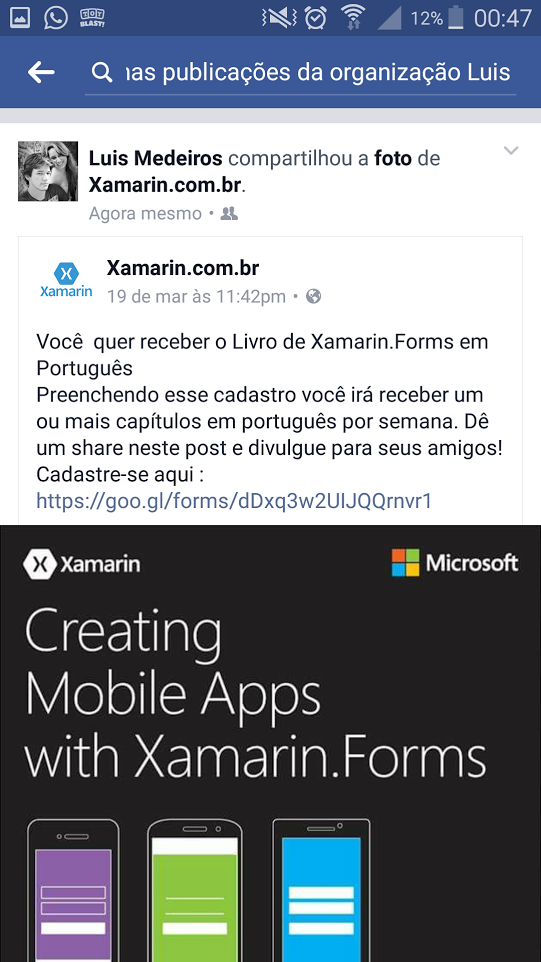 TOY
BLAST!
12% 00:47
nas publicações da organização Luis
Luis Medeiros compartilhou a foto de
Xamarin.com.br.
Agora mesmo •
Xamarin
Xamarin.com.br
19 de mar às 11:42pm •
Você quer receber o Livro de Xamarin.Forms em
Português
Preenchendo esse cadastro você irá receber um
ou mais capítulos em português por semana. Dê
um share neste post e divulgue para seus amigos!
Cadastre-se aqui :
https://goo.gl/forms/dDxq3w2UIJQQrnvr1
Xamarin Microsoft
Creating
Mobile Apps
with Xamarin.Forms